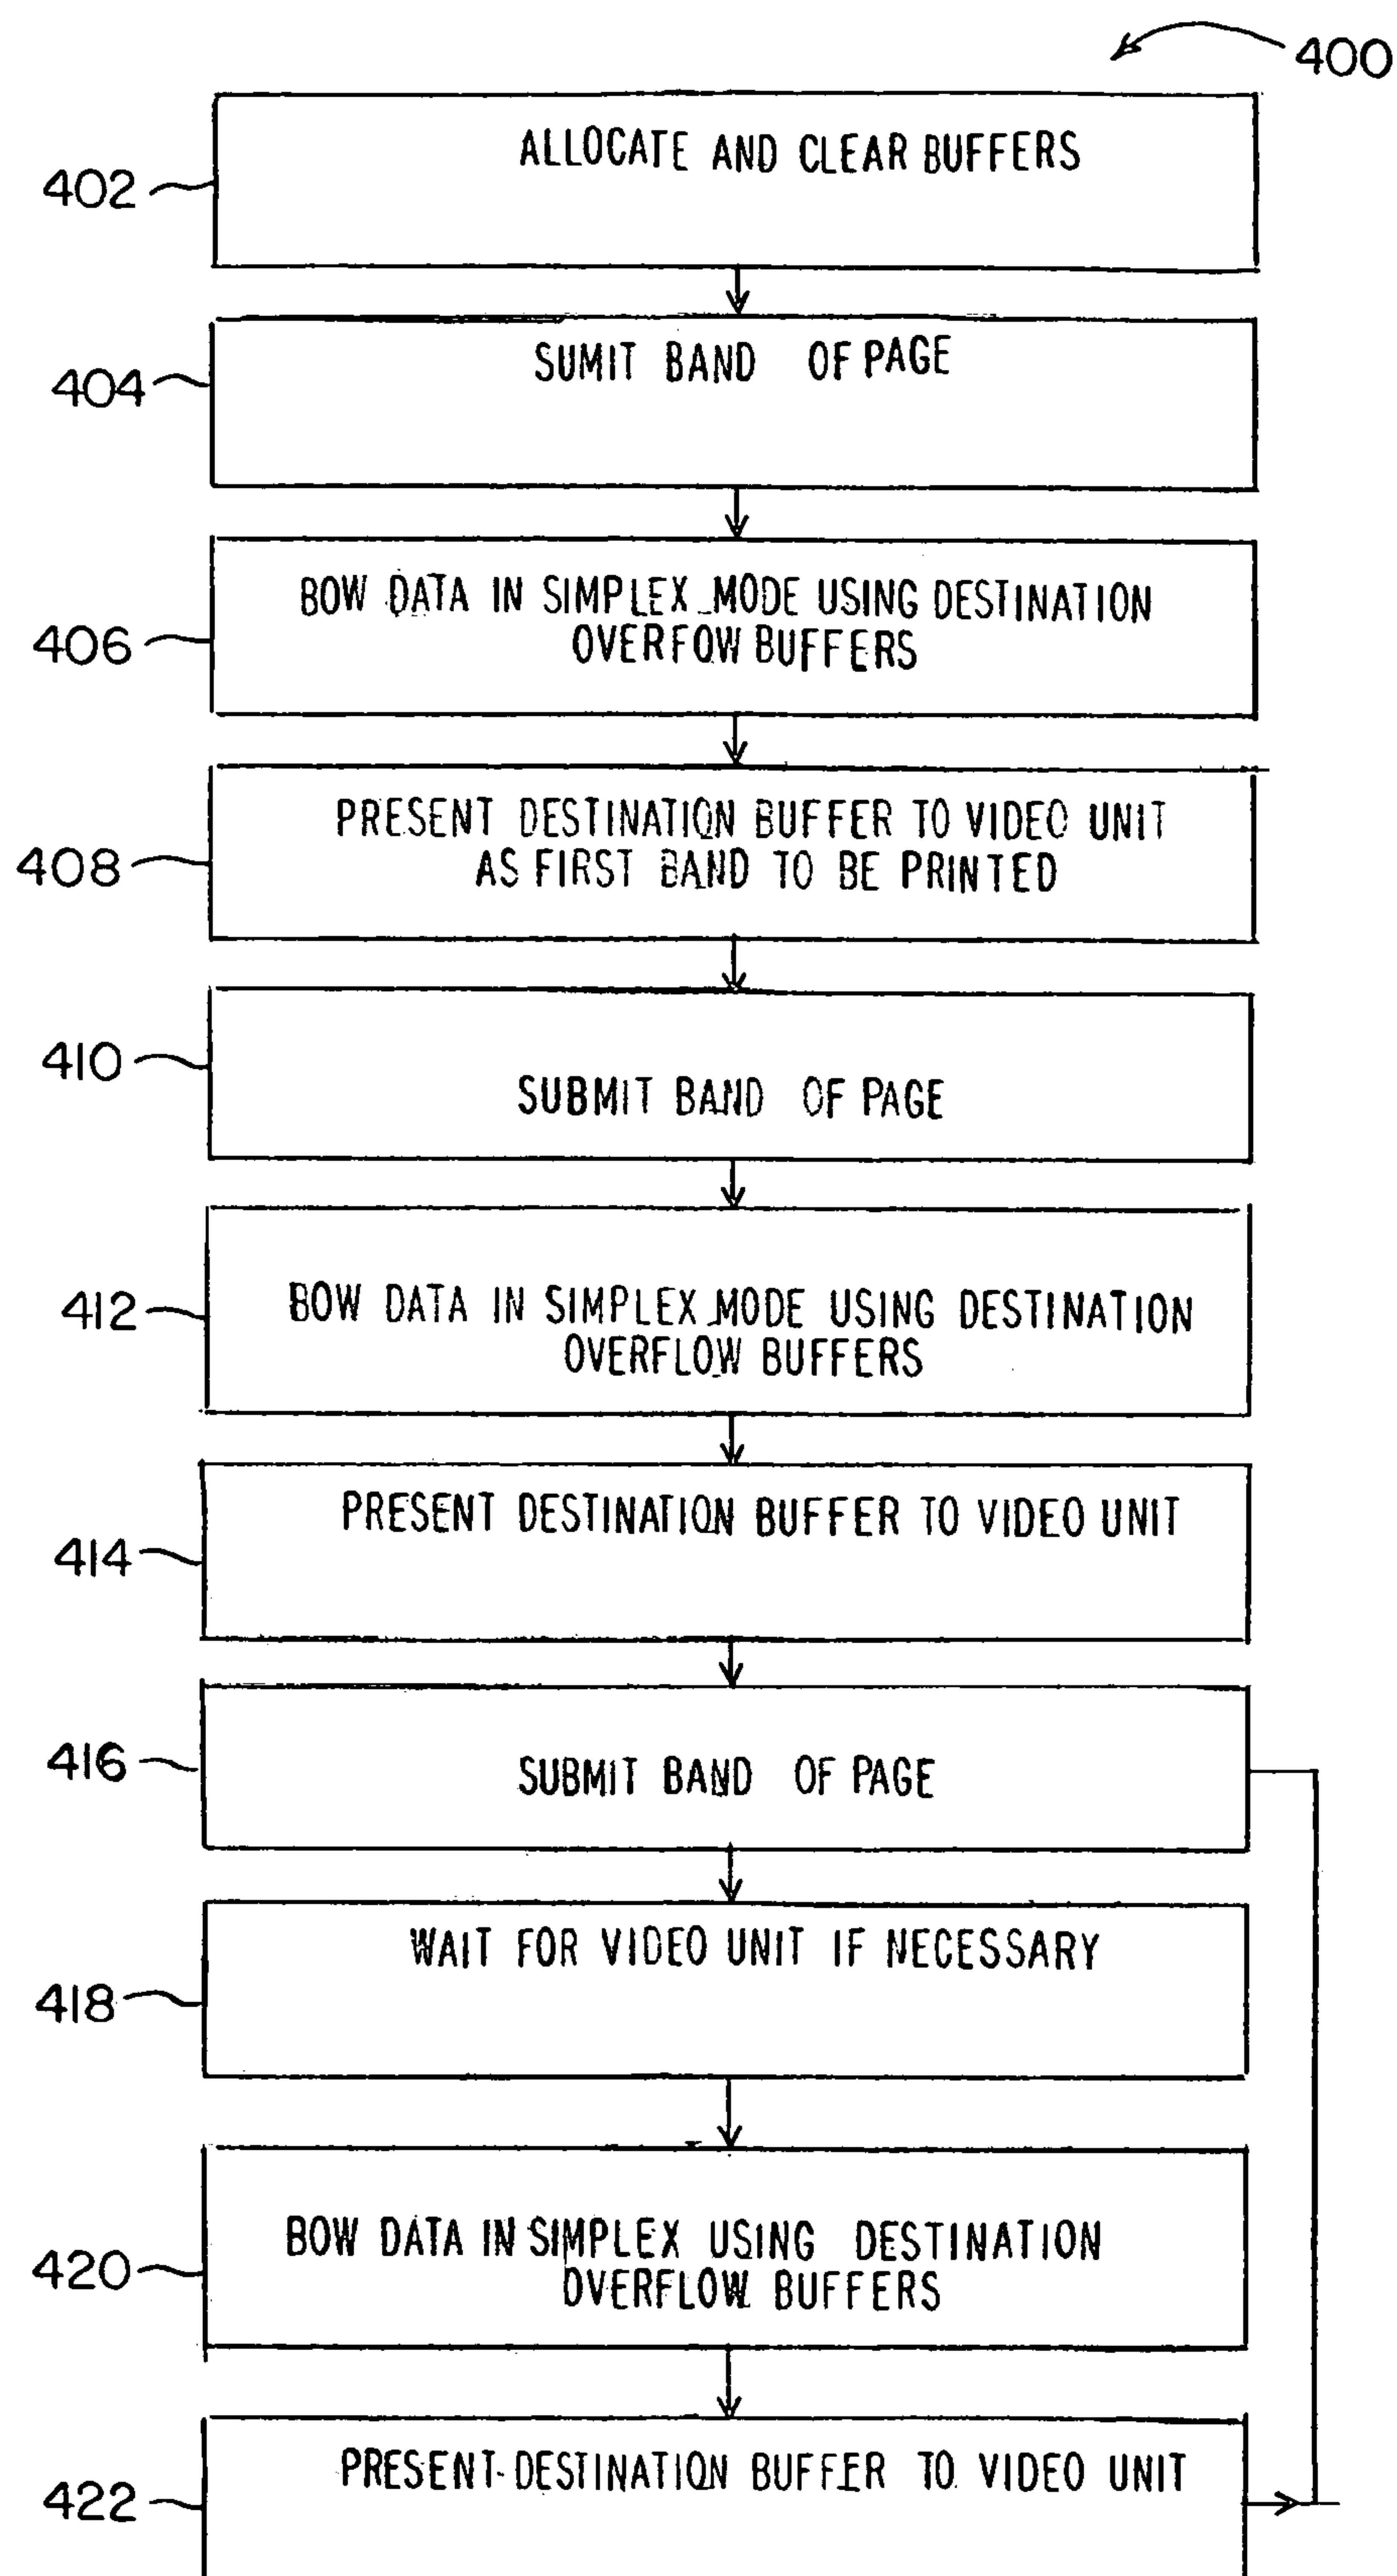 400
402
ALLOCATE AND CLEAR BUFFERS
404
SUMIT BAND OF PAGE
406
BOW DATA IN SIMPLEX MODE USING DESTINATION
OVERFOW BUFFERS
408
PRESENT DESTINATION BUFFER TO VIDEO UNIT
AS FIRST BAND TO BE PRINTED
410
SUBMIT BAND OF PAGE
412
BOW DATA IN SIMPLEX MODE USING DESTINATION
OVERFLOW BUFFERS
414
PRESENT DESTINATION BUFFER TO VIDEO UNIT
416
SUBMIT BAND OF PAGE
418
WAIT FOR VIDEO UNIT IF NECESSARY
420
BOW DATA IN SIMPLEX USING DESTINATION
OVERFLOW BUFFERS
422
PRESENT DESTINATION BUFFER TO VIDEO UNIT